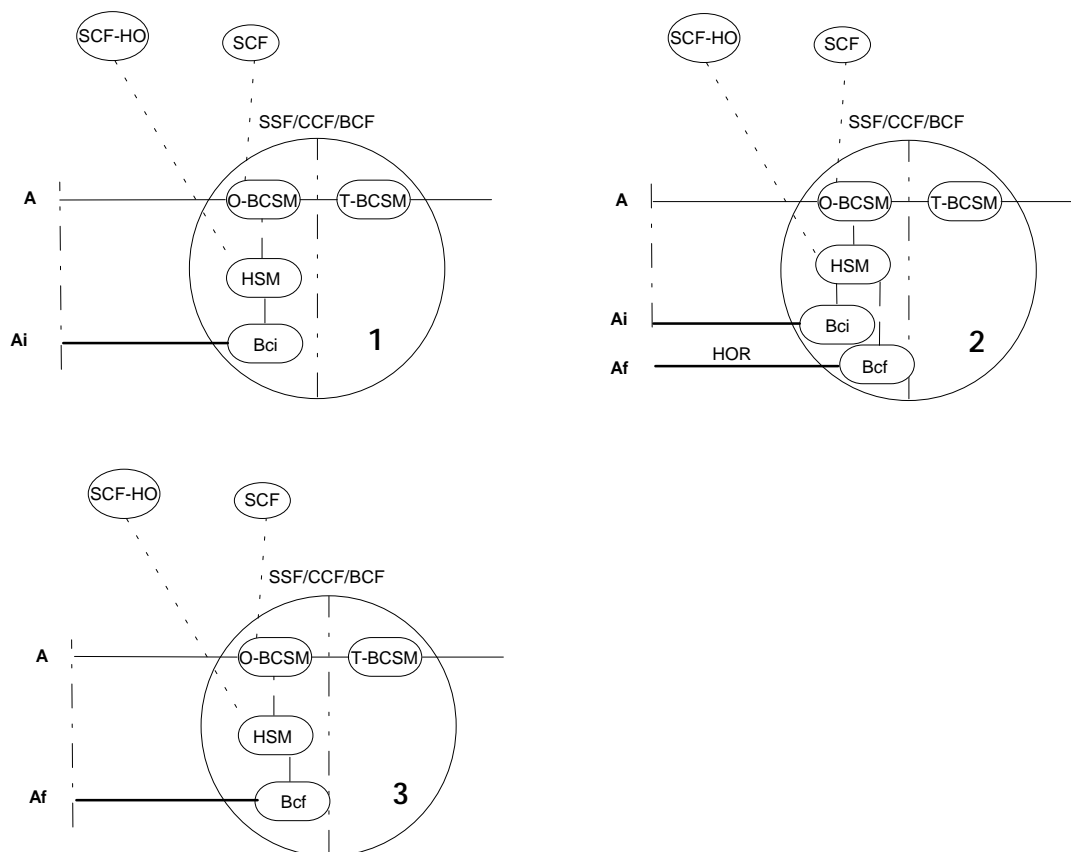 SCF-HO
SCF
SSF/CCF/BCF
A
O-BCSM
T-BCSM
HSM
Ai
Bci
1
SCF-HO
SCF
SSF/CCF/BCF
A
O-BCSM
T-BCSM
HSM
Ai
Bci
2
Af
HOR
Bcf
SCF-HO
SCF
SSF/CCF/BCF
A
O-BCSM
T-BCSM
HSM
Af
Bcf
3